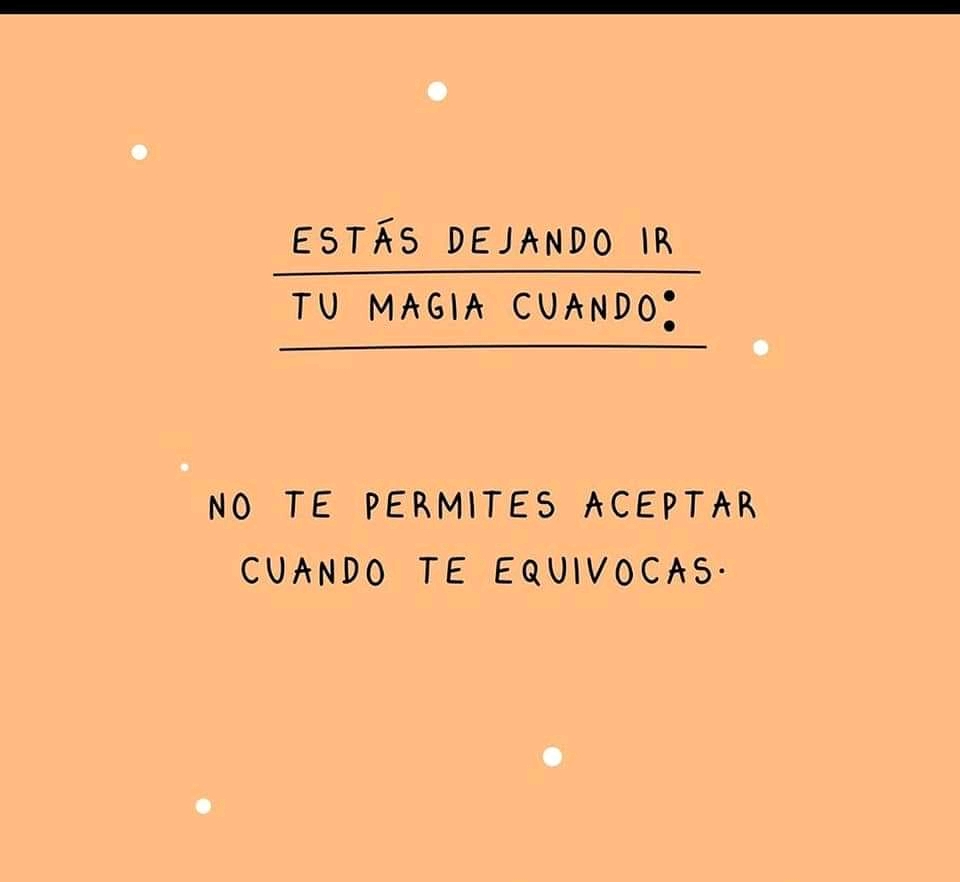 ESTÁS DEJANDO IR
TU MAGIA CUANDO:
NO TE PERMITES ACEPTAR
CUANDO TE EQUIVOCAS.